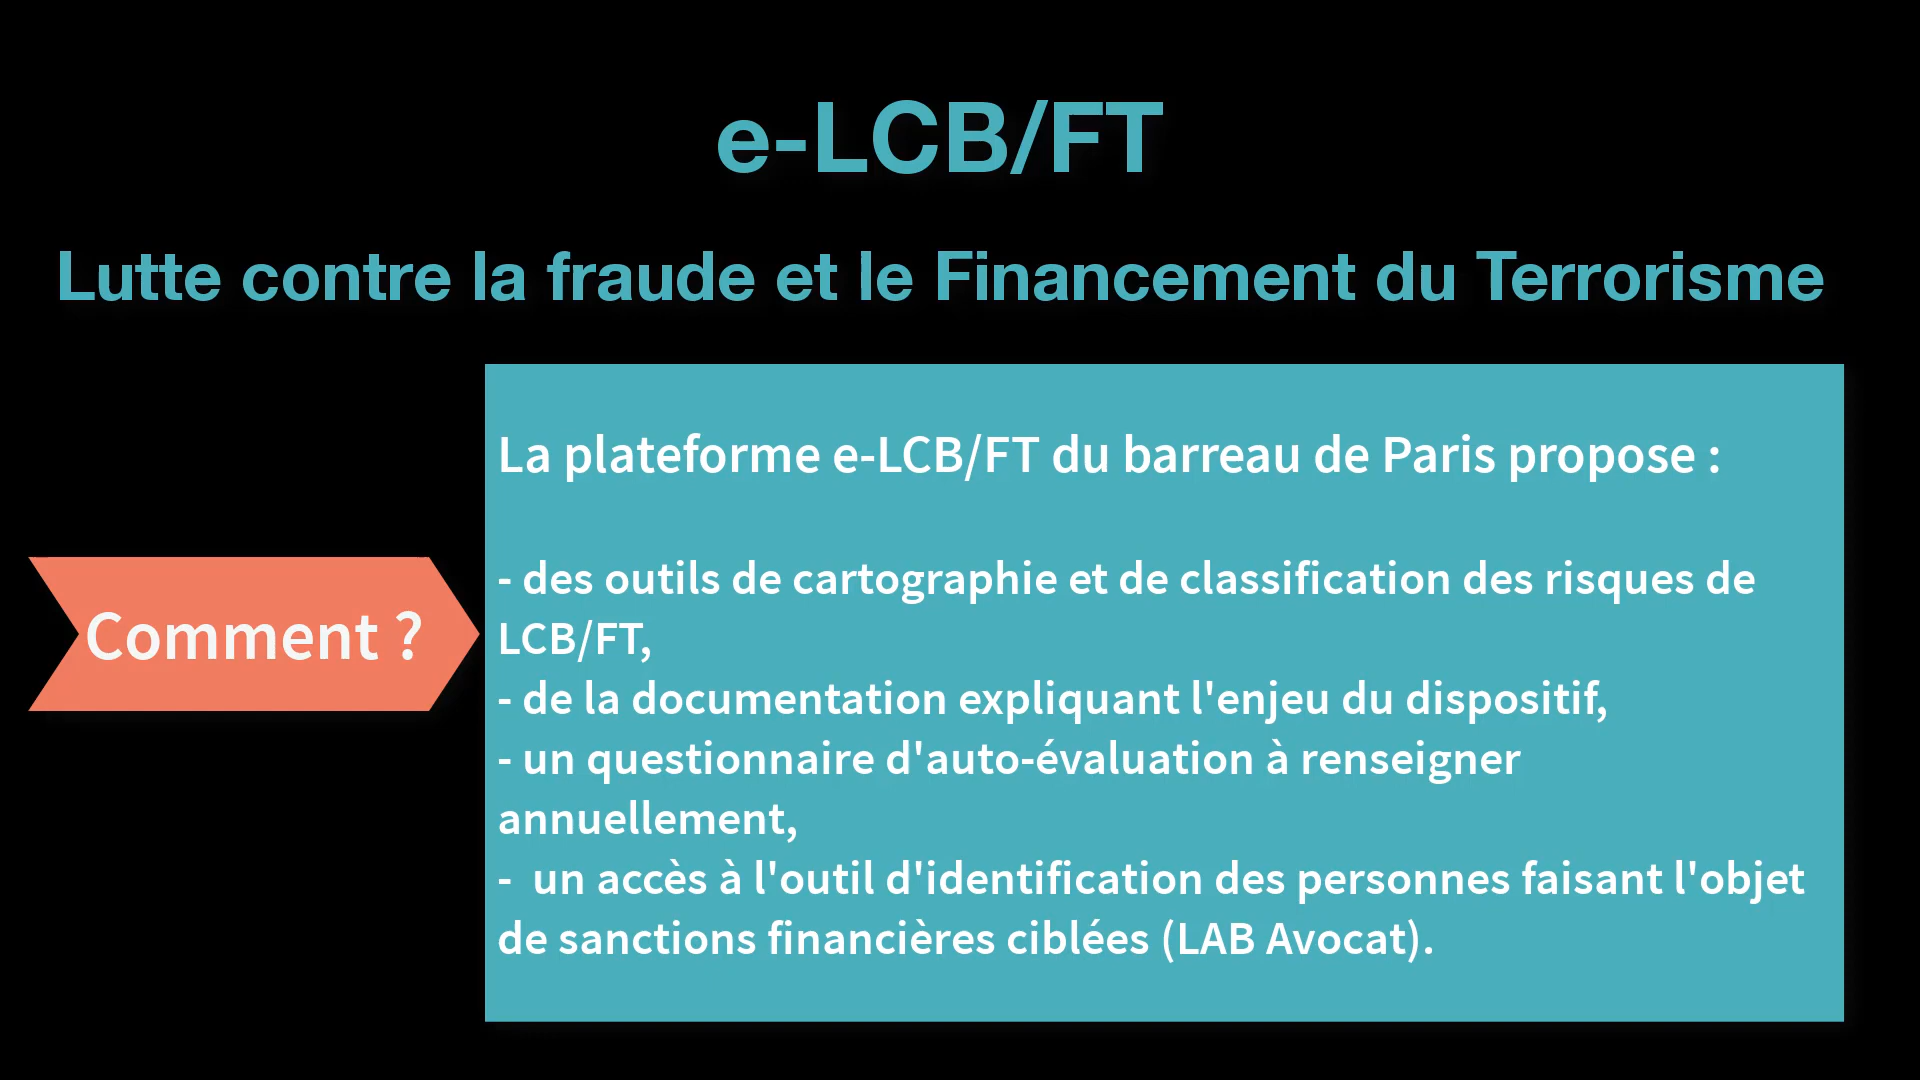 e-LCB/FT
Lutte contre la fraude et le Financement du Terrorisme
Comment ?
La plateforme e-LCB/FT du barreau de Paris propose :
- des outils de cartographie et de classification des risques de
LCB/FT,
- de la documentation expliquant l'enjeu du dispositif,
- un questionnaire d'auto-évaluation à renseigner
annuellement,
-  un accès à l'outil d'identification des personnes faisant l'objet
de sanctions financières ciblées (LAB Avocat).